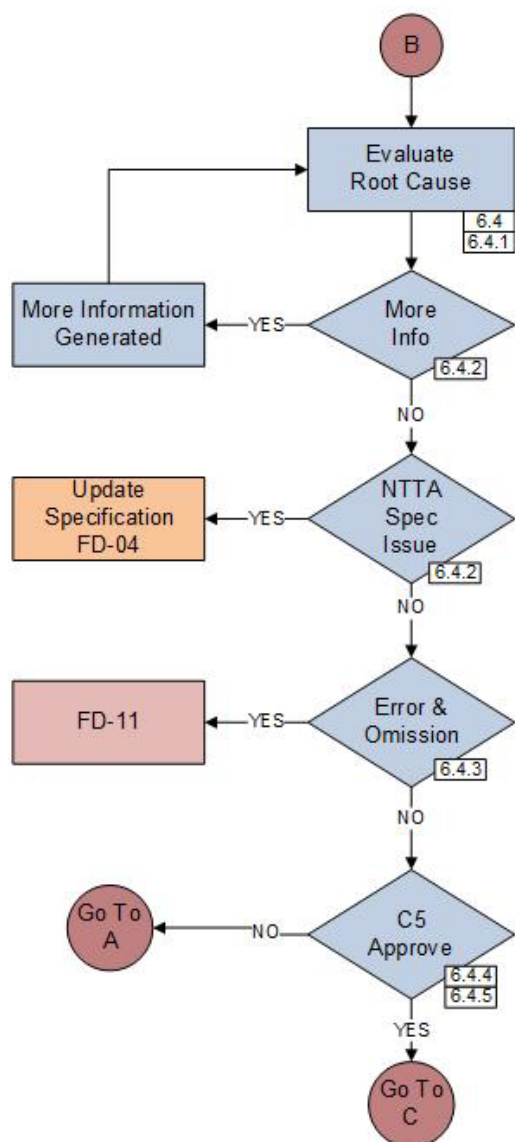 B
Evaluate
Root Cause
6.4
6.4.1
More Information
Generated
YES
More
Info
6.4.2
NO
Update
Specification
FD-04
YES
NTTA
Spec
Issue
6.4.2
NO
FD-11
YES
Error &
Omission
6.4.3
NO
Go To
A
NO
C5
Approve
6.4.4
6.4.5
YES
Go To
C